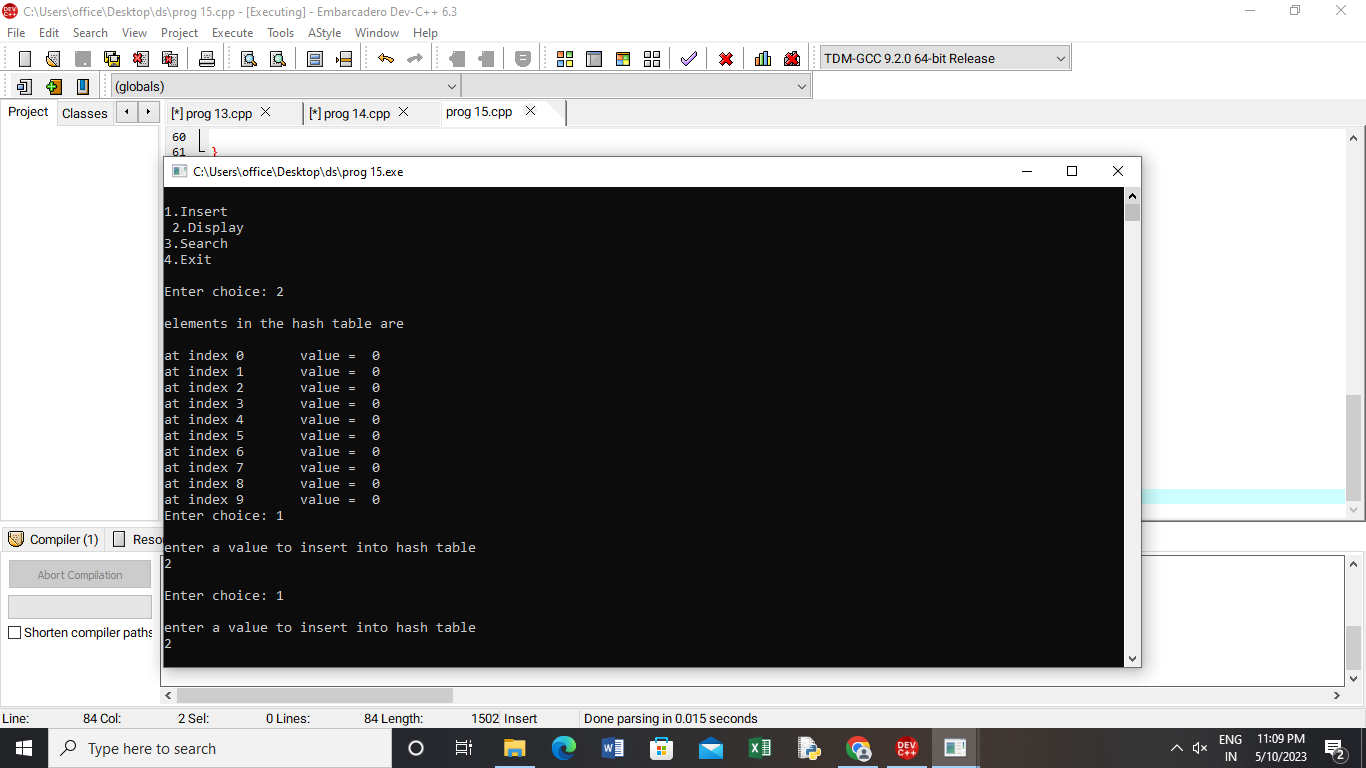 C:\Users\office\Desktop\ds\prog 15.cpp - [Executing] - Embarcadero Dev-C++ 6.3
File Edit Search View Project Execute Tools AStyle Window Help
TDM-GCC 9.2.0 64-bit Release
(globals)
Project Classes [*] prog 13.cpp [*] prog 14.cpp prog 15.cpp
60
61 }
C:\Users\office\Desktop\ds\prog 15.exe
1.Insert
2.Display
3.Search
4.Exit
Enter choice: 2
elements in the hash table are
at index 0 value = 0
at index 1 value = 0
at index 2 value = 0
at index 3 value = 0
at index 4 value = 0
at index 5 value = 0
at index 6 value = 0
at index 7 value = 0
at index 8 value = 0
at index 9 value = 0
Enter choice: 1
enter a value to insert into hash table
2
Enter choice: 1
enter a value to insert into hash table
2
Compiler (1) Reso
Abort Compilation
Shorten compiler paths
Line: 84 Col: 2 Sel: 0 Lines: 84 Length: 1502 Insert Done parsing in 0.015 seconds
Type here to search
ENG 11:09 PM
IN 5/10/2023 2